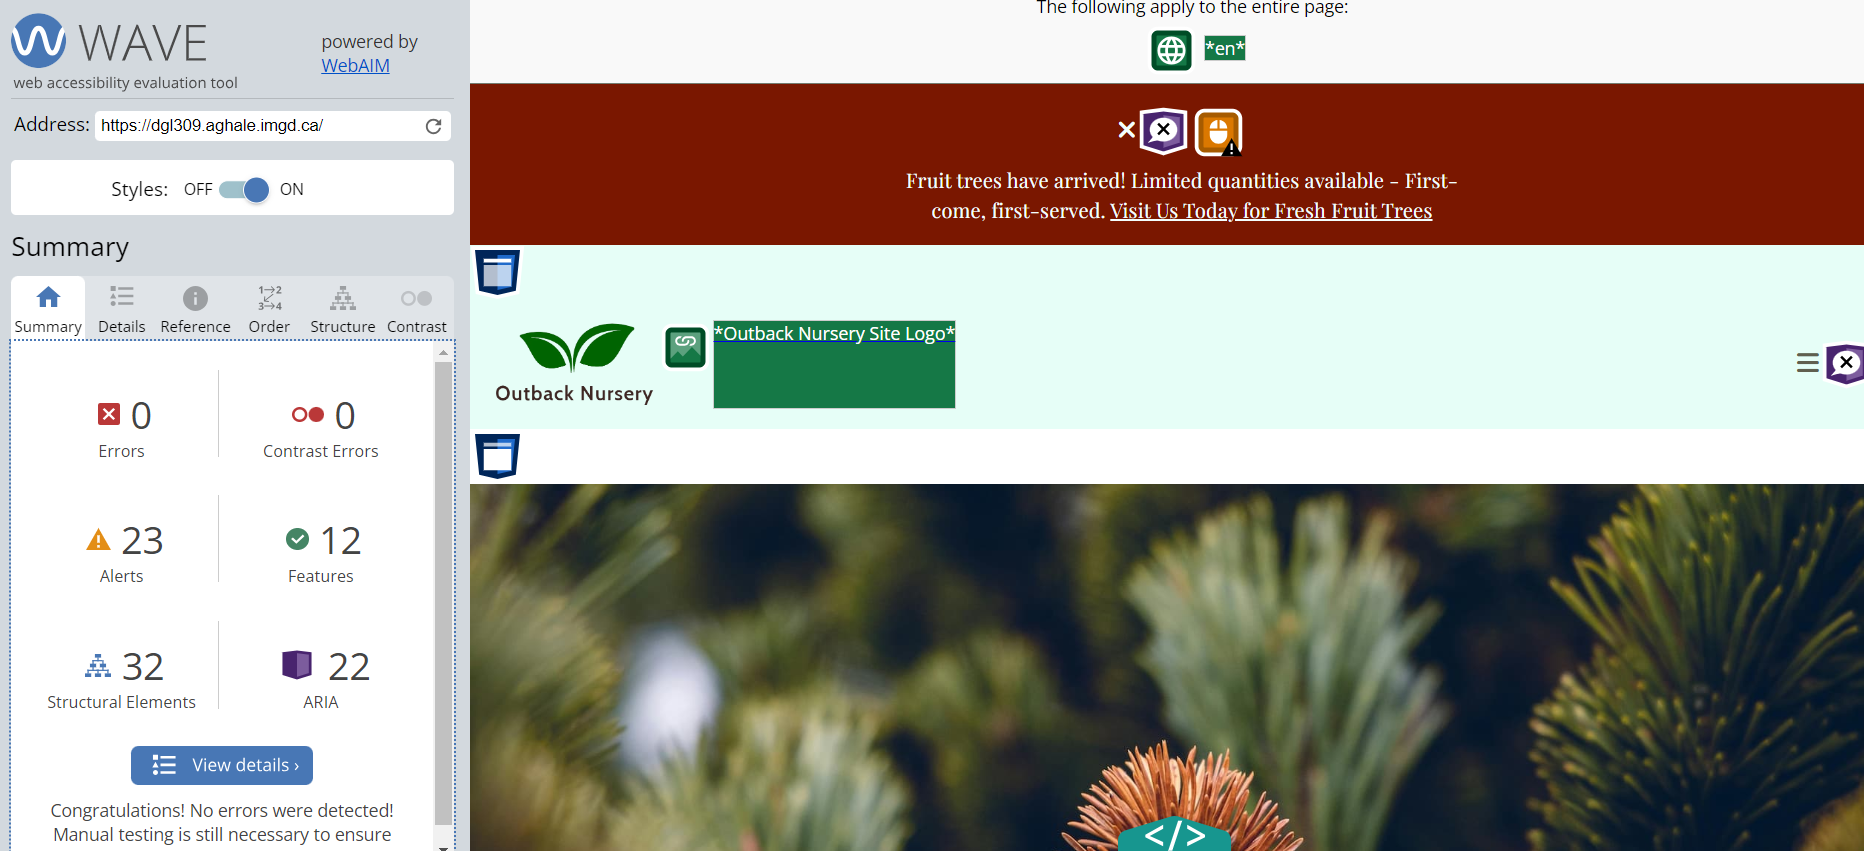 WAVE
powered by
WebAIM
web accessibility evaluation tool
Address: https://dgl309.aghale.imgd.ca/
Styles: OFF ON
Summary
1→2
3→4
Summary Details Reference Order Structure Contrast
0 0
Errors Contrast Errors
23 12
Alerts Features
32 22
Structural Elements ARIA
View details ›
Congratulations! No errors were detected!
Manual testing is still necessary to ensure
The following apply to the entire page:
*en*
Fruit trees have arrived! Limited quantities available - First-
come, first-served. Visit Us Today for Fresh Fruit Trees
*Outback Nursery Site Logo*
Outback Nursery
</>